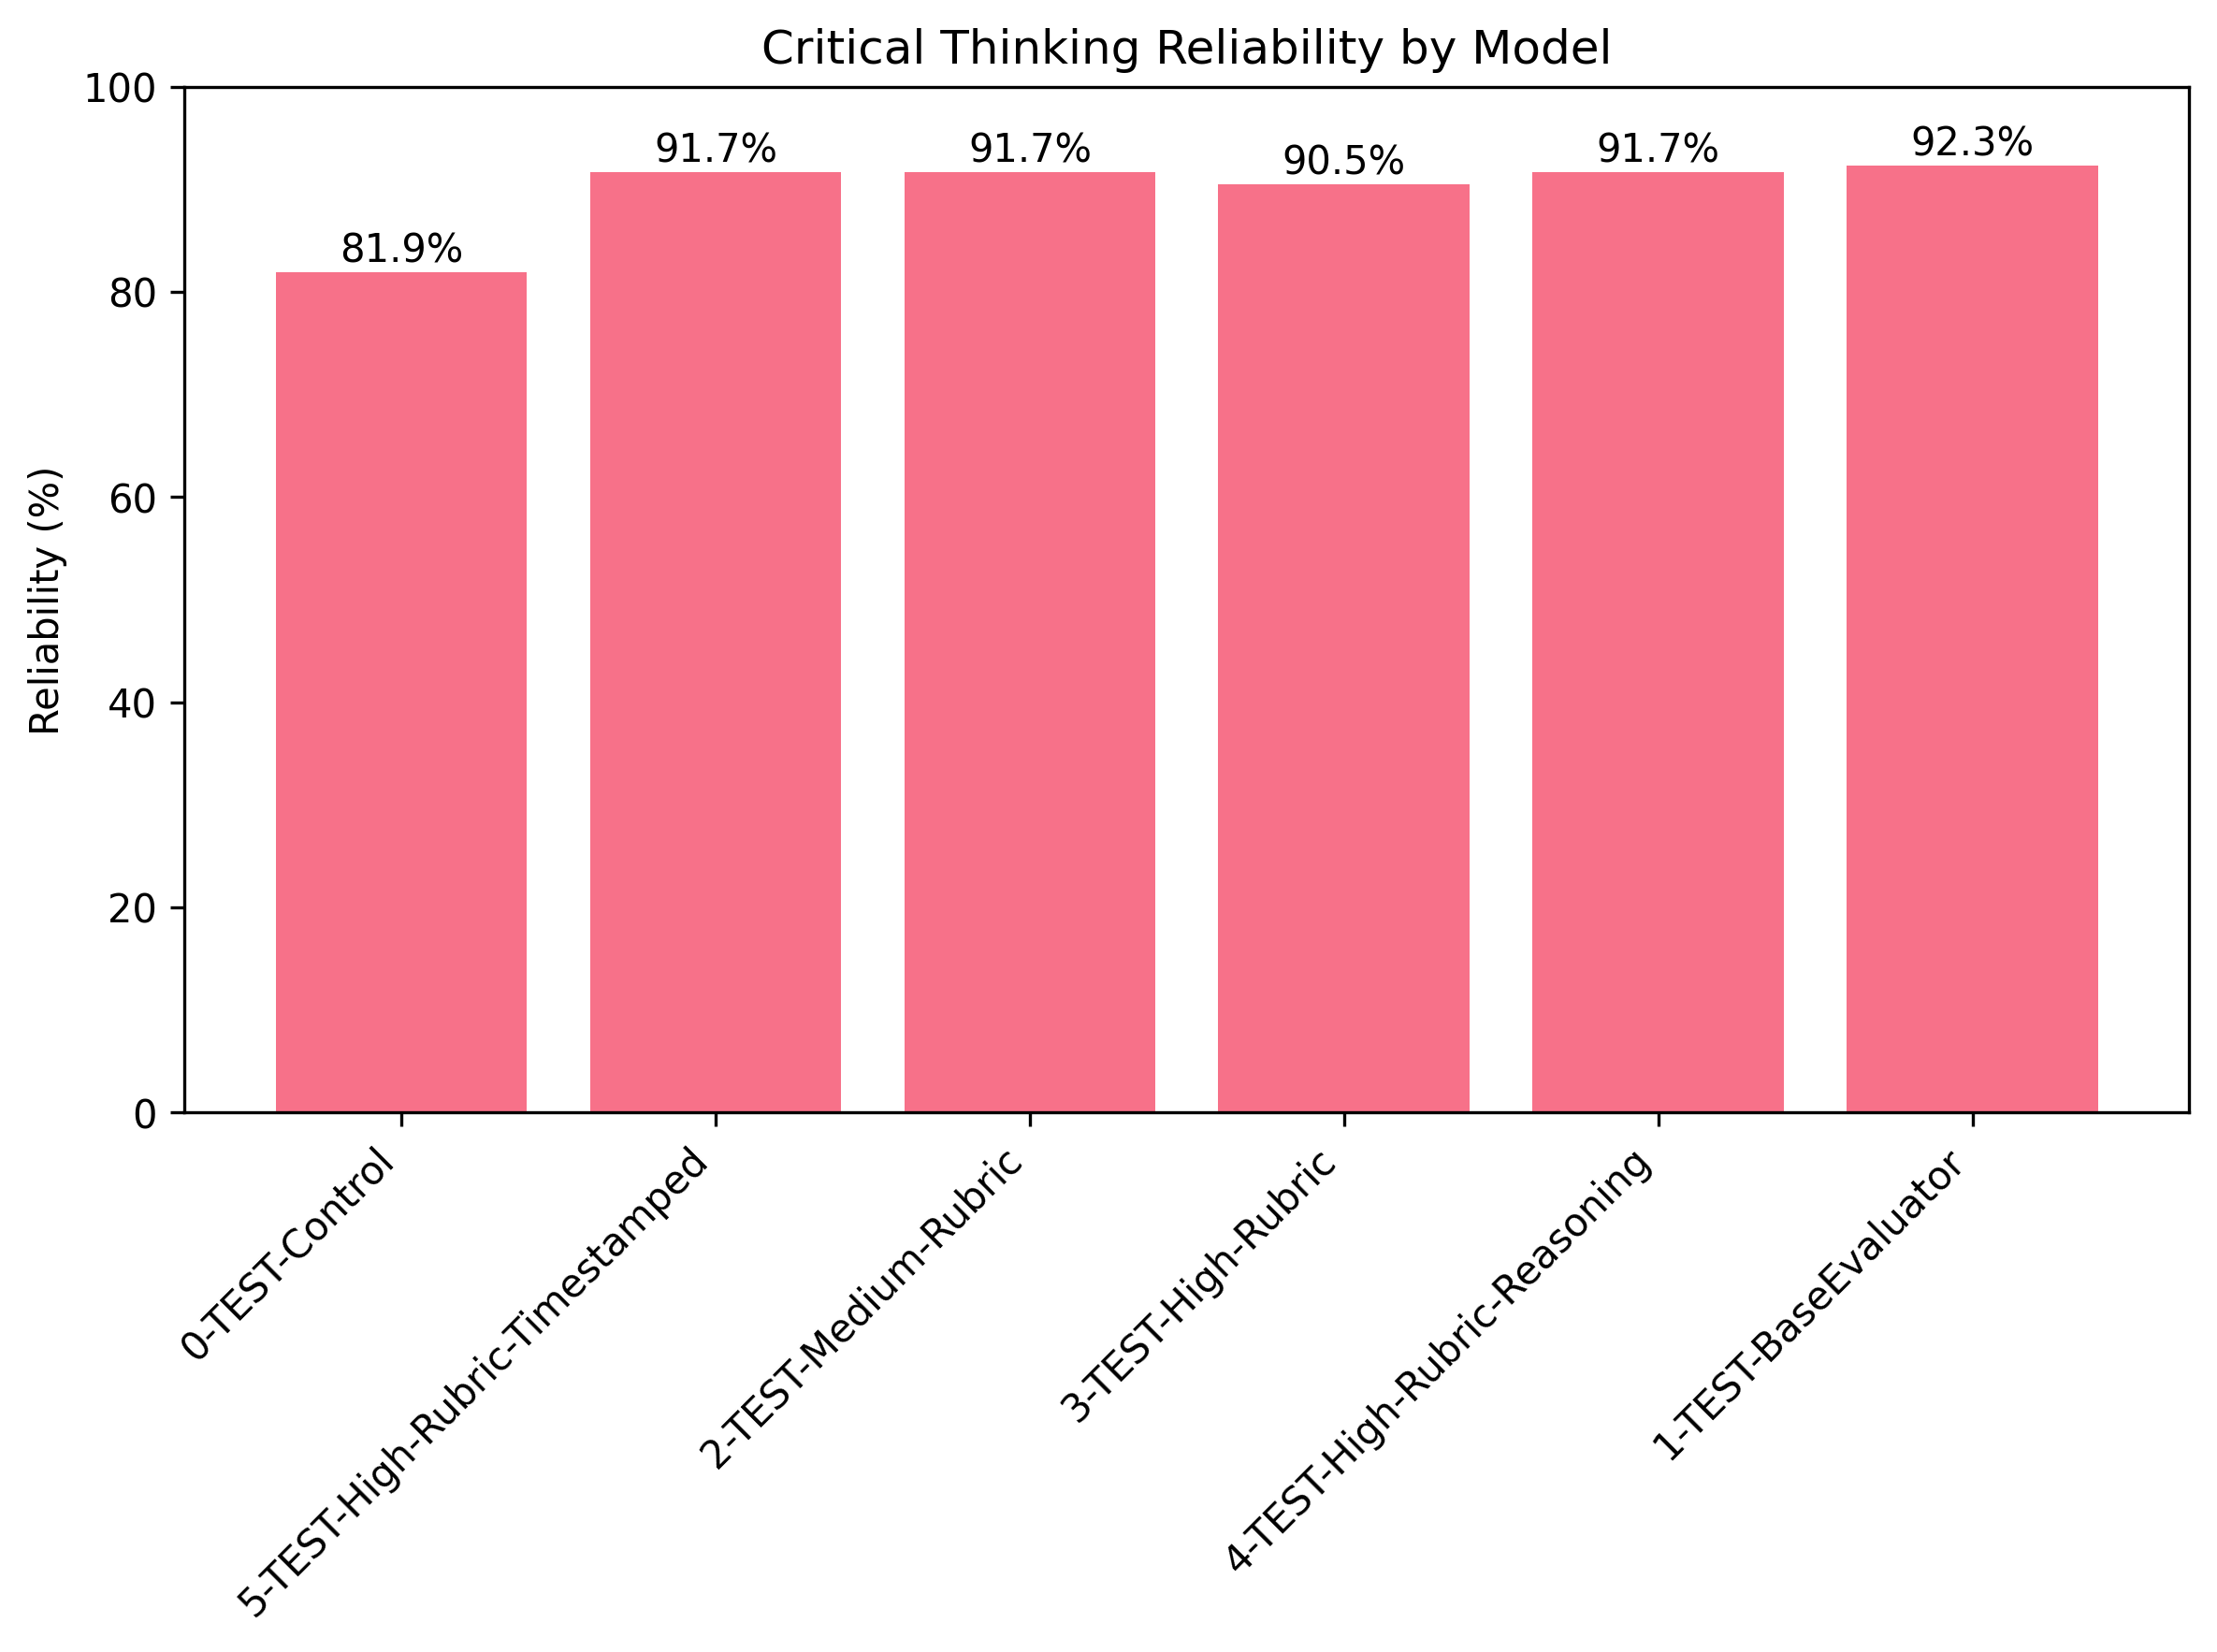 Critical Thinking Reliability by Model
Reliability (%)
100
80
60
40
20
0
81.9%
91.7%
91.7%
90.5%
91.7%
92.3%
0-TEST-Control
5-TEST-High-Rubric-Timestamped
2-TEST-Medium-Rubric
3-TEST-High-Rubric
4-TEST-High-Rubric-Reasoning
1-TEST-BaseEvaluator